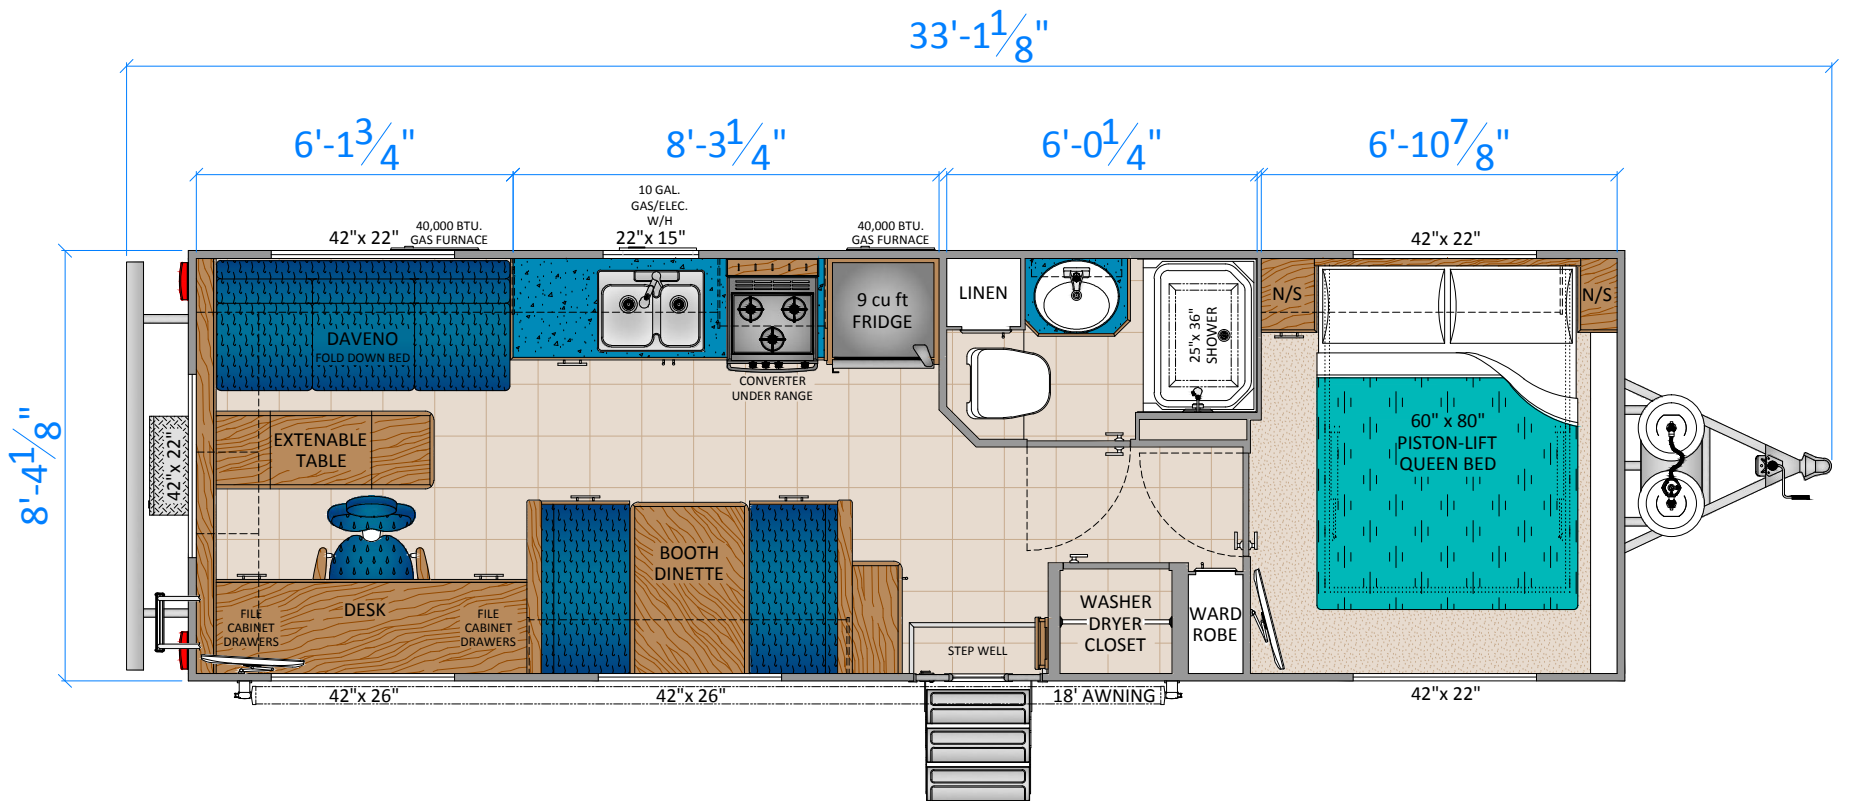 33'-1 1/8"
6'-1 3/4"
8'-3 1/4"
6'-0 1/4"
6'-10 7/8"
10 GAL.
GAS/ELEC.
W/H
22"x 15"
42"x 22"
40,000 BTU.
GAS FURNACE
40,000 BTU.
GAS FURNACE
42"x 22"
8'-4 1/8"
DAVENO
FOLD DOWN BED
9 cu ft
FRIDGE
CONVERTER
UNDER RANGE
LINEN
25"x 36"
SHOWER
N/S
N/S
60" x 80"
PISTON-LIFT
QUEEN BED
42"x 22"
EXTENABLE
TABLE
BOOTH
DINETTE
DESK
FILE
CABINET
DRAWERS
FILE
CABINET
DRAWERS
STEP WELL
WASHER
DRYER
CLOSET
WARD
ROBE
42"x 26"
42"x 26"
18' AWNING
42"x 22"